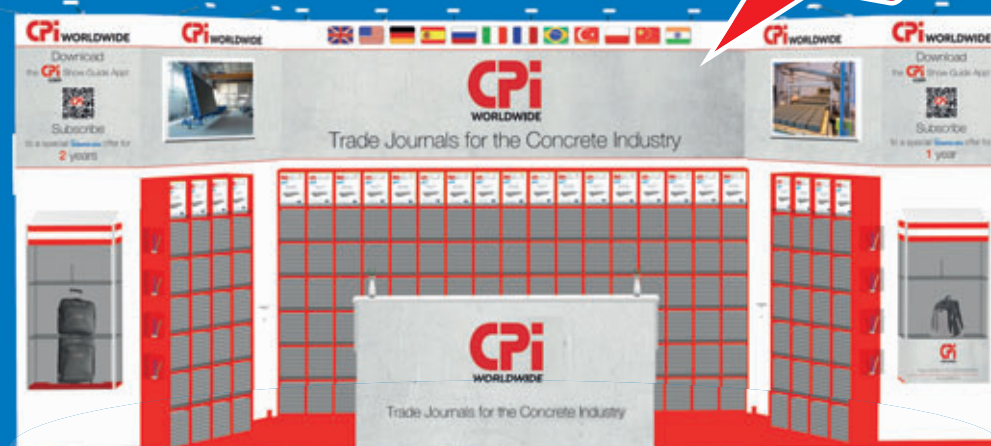 CPi WORLDWIDE
Download
the CPi Show Guide App!
Subscribe
to a special offer for
2 years
CPi WORLDWIDE
CPi
WORLDWIDE
Trade Journals for the Concrete Industry
CPi WORLDWIDE
CPi WORLDWIDE
Download
the CPi Show Guide App!
Subscribe
to a special offer for
1 year
CPi
WORLDWIDE
Trade Journals for the Concrete Industry
CPi